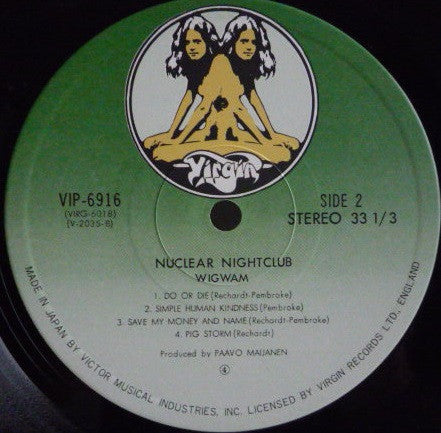 Virgin
VIP-6916
(VIRG-6018)
(V-2035-B)
SIDE 2
STEREO 33 1/3
NUCLEAR NIGHTCLUB
WIGWAM
1. DO OR DIE (Rechardt-Pembroke)
2. SIMPLE HUMAN KINDNESS (Pembroke)
3. SAVE MY MONEY AND NAME (Rechardt-Pembroke)
4. PIG STORM (Rechardt)
Produced by PAAVO MAIJANEN
MADE IN JAPAN BY VICTOR MUSICAL INDUSTRIES, INC. LICENSED BY VIRGIN RECORDS LTD. ENGLAND